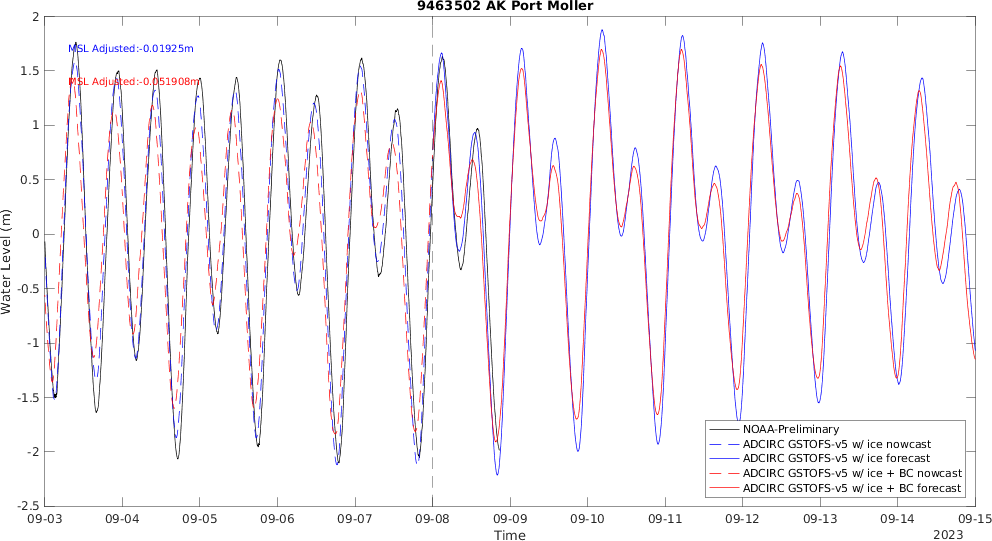 9463502 AK Port Moller
MSL Adjusted:-0.01925m
MSL Adjusted:-0.051908m
Water Level (m)
2
1.5
1
0.5
0
-0.5
-1
-1.5
-2
-2.5
NOAA-Preliminary
ADCIRC GSTOFS-v5 w/ ice nowcast
ADCIRC GSTOFS-v5 w/ ice forecast
ADCIRC GSTOFS-v5 w/ ice + BC nowcast
ADCIRC GSTOFS-v5 w/ ice + BC forecast
09-03 09-04 09-05 09-06 09-07 09-08 09-09 09-10 09-11 09-12 09-13 09-14 09-15
Time
2023